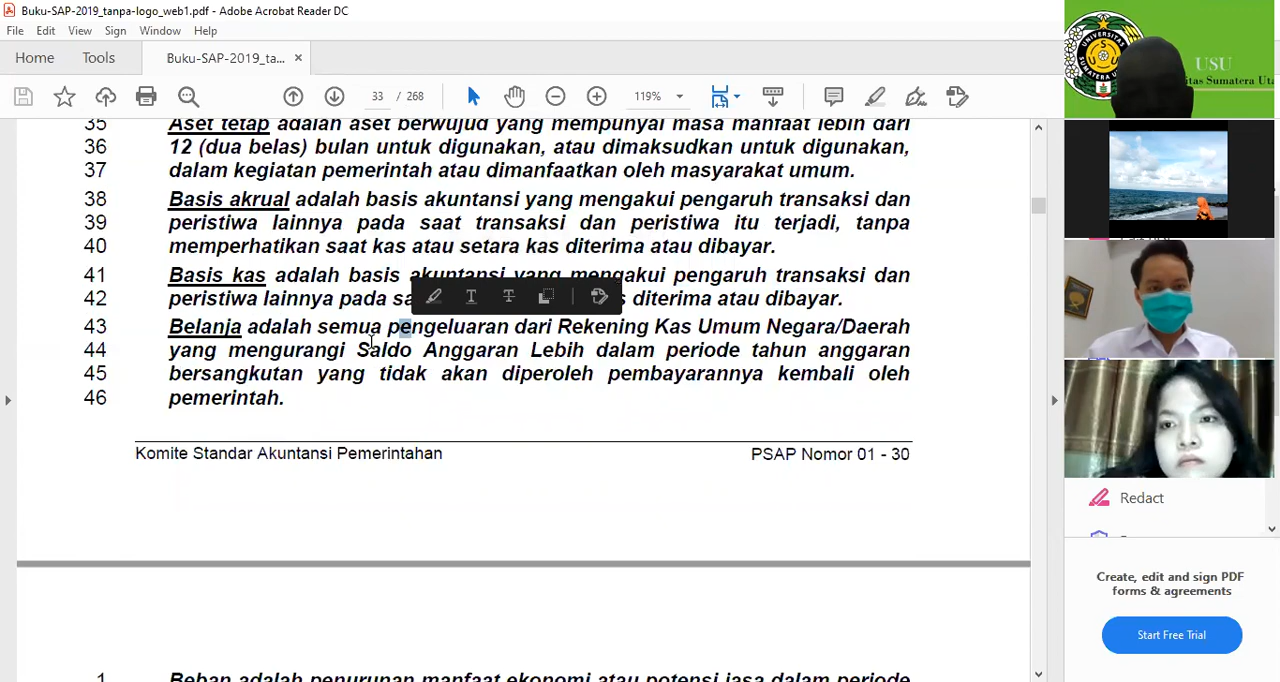 Buku-SAP-2019_tanpa-logo_web1.pdf - Adobe Acrobat Reader DC
File Edit View Sign Window Help
Home Tools Buku-SAP-2019_ta... ×
33 / 268 119%
35 Aset tetap adalah aset berwujud yang mempunyai masa manfaat lebih dari
36 12 (dua belas) bulan untuk digunakan, atau dimaksudkan untuk digunakan,
37 dalam kegiatan pemerintah atau dimanfaatkan oleh masyarakat umum.
38 Basis akrual adalah basis akuntansi yang mengakui pengaruh transaksi dan
39 peristiwa lainnya pada saat transaksi dan peristiwa itu terjadi, tanpa
40 memperhatikan saat kas atau setara kas diterima atau dibayar.
41 Basis kas adalah basis akuntansi yang mengakui pengaruh transaksi dan
42 peristiwa lainnya pada diterima atau dibayar.
43 Belanja adalah semua pengeluaran dari Rekening Kas Umum Negara/Daerah
44 yang mengurangi Saldo Anggaran Lebih dalam periode tahun anggaran
45 bersangkutan yang tidak akan diperoleh pembayarannya kembali oleh
46 pemerintah.
Komite Standar Akuntansi Pemerintahan PSAP Nomor 01 - 30
1 Beban adalah penurunan manfaat ekonomi atau potensi jasa dalam periode
UNIVERSITAS SUMATERA UTARA
USU
itas Sumatera Uta
Redact
Create, edit and sign PDF
forms & agreements
Start Free Trial